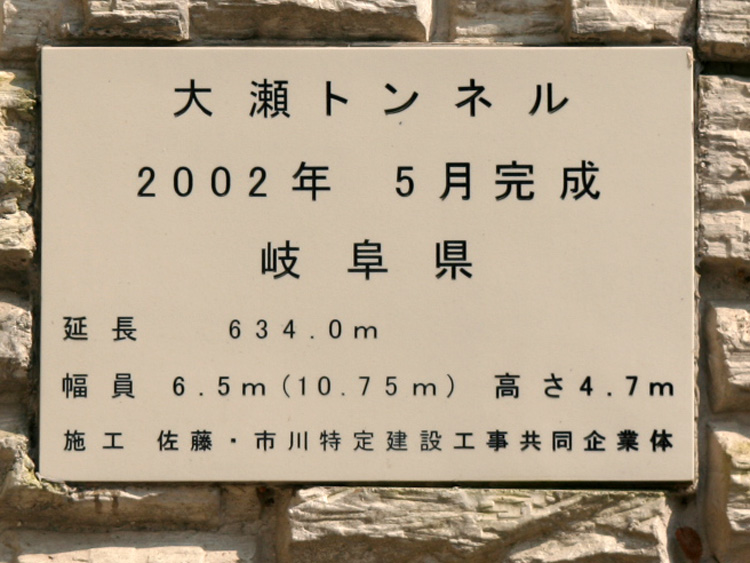 大瀬トンネル
2002年 5月完成
岐阜県
延長 634.0m
幅員 6.5m(10.75m) 高さ4.7m
施工 佐藤・市川特定建設工事共同企業体